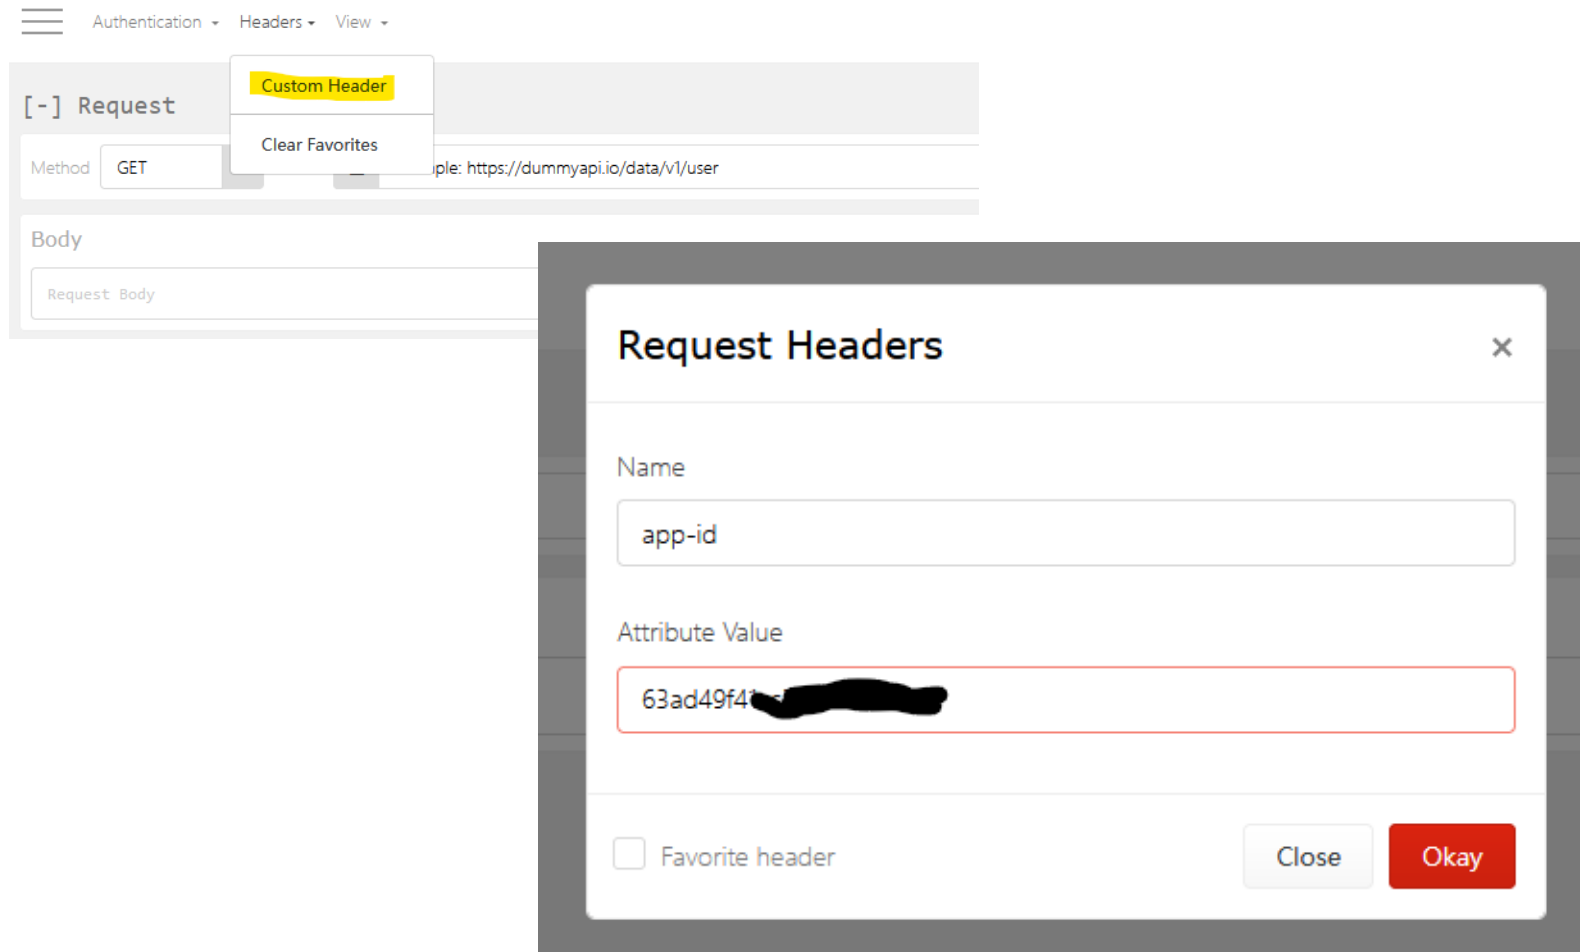 Authentication Headers View
Custom Header
[-] Request
Clear Favorites
Method GET https://dummyapi.io/data/v1/user
Body
Request Body
Request Headers
×
Name
app-id
Attribute Value
63ad49f4
Favorite header Close Okay